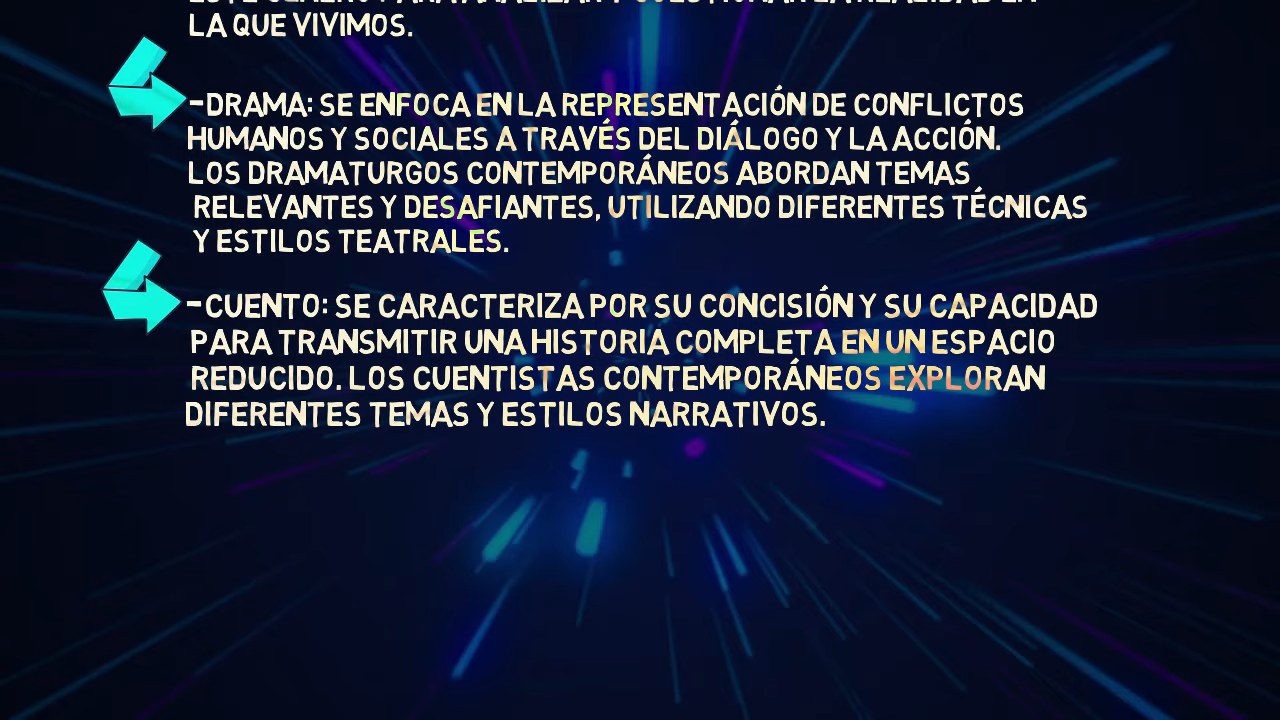 LA QUE VIVIMOS.
-DRAMA: SE ENFOCA EN LA REPRESENTACIÓN DE CONFLICTOS
HUMANOS Y SOCIALES A TRAVÉS DEL DIÁLOGO Y LA ACCIÓN.
LOS DRAMATURGOS CONTEMPORÁNEOS ABORDAN TEMAS
RELEVANTES Y DESAFIANTES, UTILIZANDO DIFERENTES TÉCNICAS
Y ESTILOS TEATRALES.
-CUENTO: SE CARACTERIZA POR SU CONCISIÓN Y SU CAPACIDAD
PARA TRANSMITIR UNA HISTORIA COMPLETA EN UN ESPACIO
REDUCIDO. LOS CUENTISTAS CONTEMPORÁNEOS EXPLORAN
DIFERENTES TEMAS Y ESTILOS NARRATIVOS.